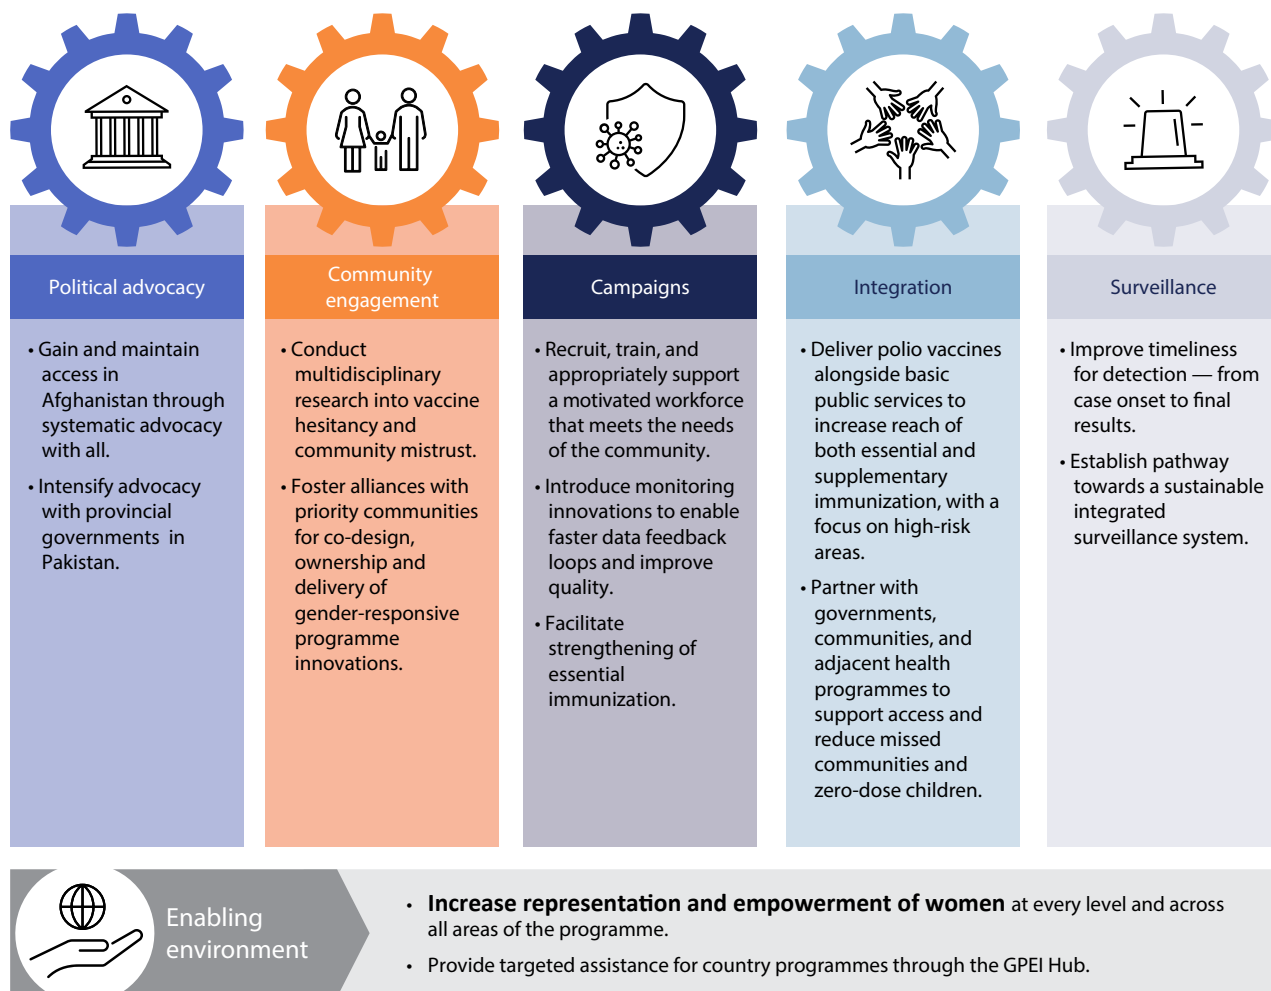 Political advocacy
• Gain and maintain
access in
Afghanistan through
systematic advocacy
with all.
• Intensify advocacy
with provincial
governments in
Pakistan.
Community
engagement
• Conduct
multidisciplinary
research into vaccine
hesitancy and
community mistrust.
• Foster alliances with
priority communities
for co-design,
ownership and
delivery of
gender-responsive
programme
innovations.
Campaigns
• Recruit, train, and
appropriately support
a motivated workforce
that meets the needs
of the community.
• Introduce monitoring
innovations to enable
faster data feedback
loops and improve
quality.
• Facilitate
strengthening of
essential
immunization.
Integration
• Deliver polio vaccines
alongside basic
public services to
increase reach of
both essential and
supplementary
immunization, with a
focus on high-risk
areas.
• Partner with
governments,
communities, and
adjacent health
programmes to
support access and
reduce missed
communities and
zero-dose children.
Surveillance
• Improve timeliness
for detection — from
case onset to final
results.
• Establish pathway
towards a sustainable
integrated
surveillance system.
Enabling
environment
• Increase representation and empowerment of women at every level and across
all areas of the programme.
• Provide targeted assistance for country programmes through the GPEI Hub.